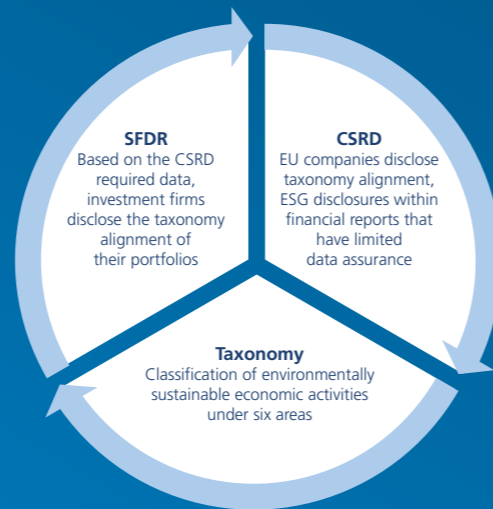 SFDR
Based on the CSRD
required data,
investment firms
disclose the taxonomy
alignment of
their portfolios
CSRD
EU companies disclose
taxonomy alignment,
ESG disclosures within
financial reports that
have limited
data assurance
Taxonomy
Classification of environmentally
sustainable economic activities
under six areas